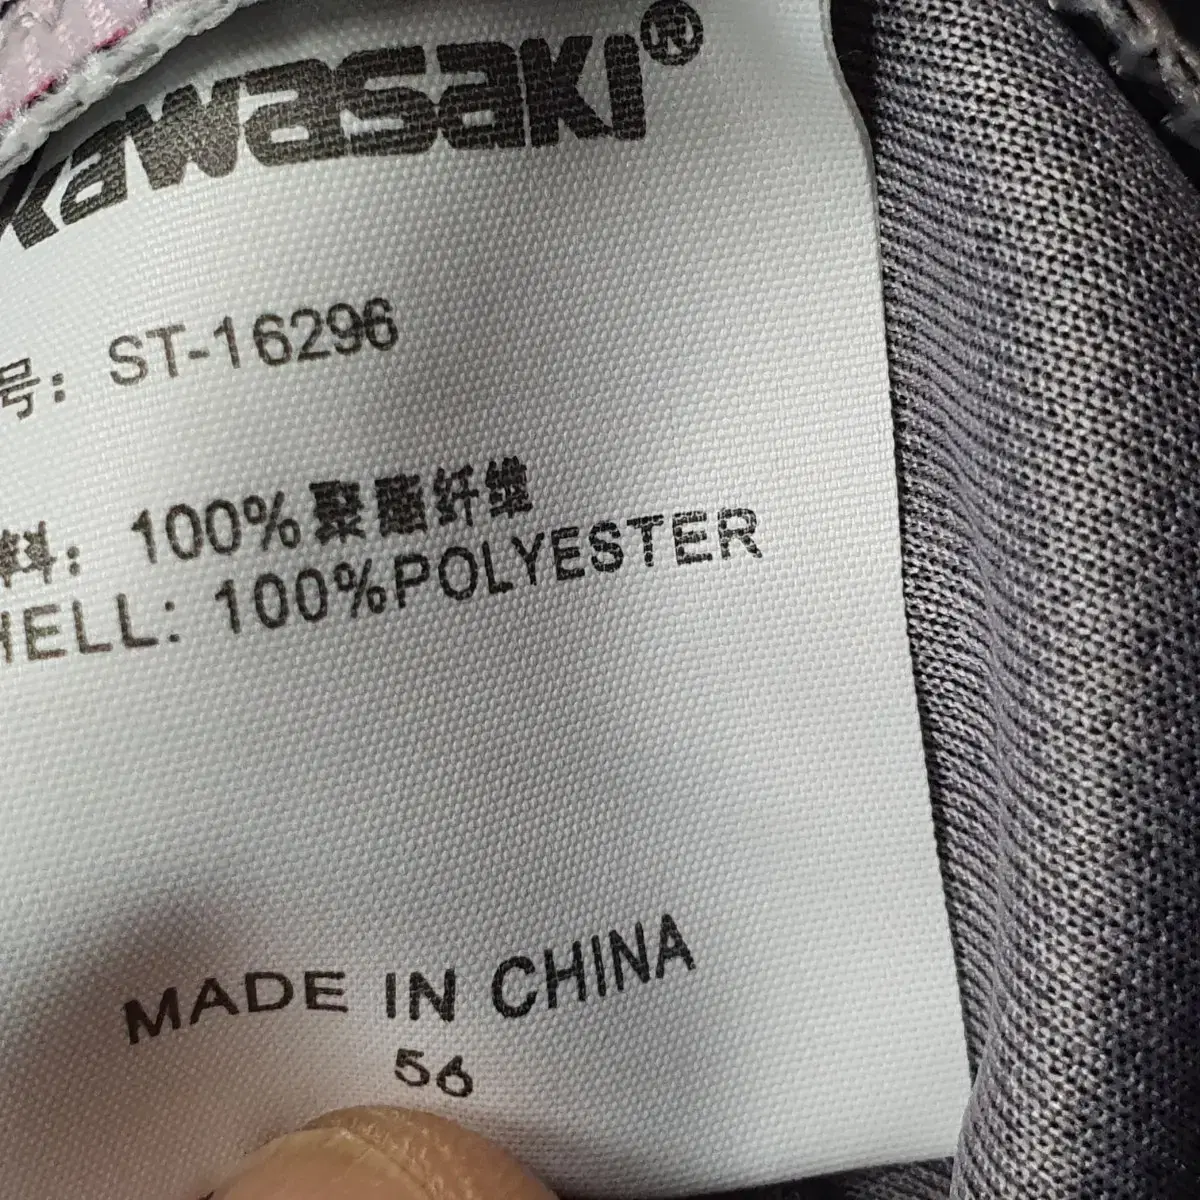 Kawasaki®
号: ST-16296
料: 100%聚酯纤维
HELL: 100%POLYESTER
MADE IN CHINA
56